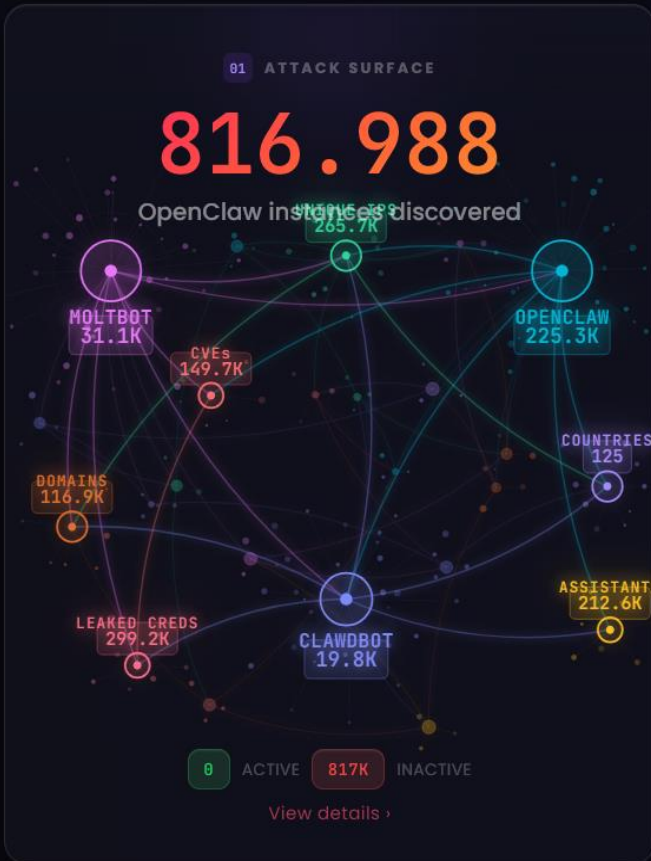 01 ATTACK SURFACE
816.988
OpenClaw instances discovered
UNIQUE IPS
265.7K
MOLTBOT
31.1K
OPENCLAW
225.3K
CVEs
149.7K
COUNTRIES
125
DOMAINS
116.9K
ASSISTANT
212.6K
LEAKED CREDS
299.2K
CLAWDBOT
19.8K
0 ACTIVE 817K INACTIVE
View details ›